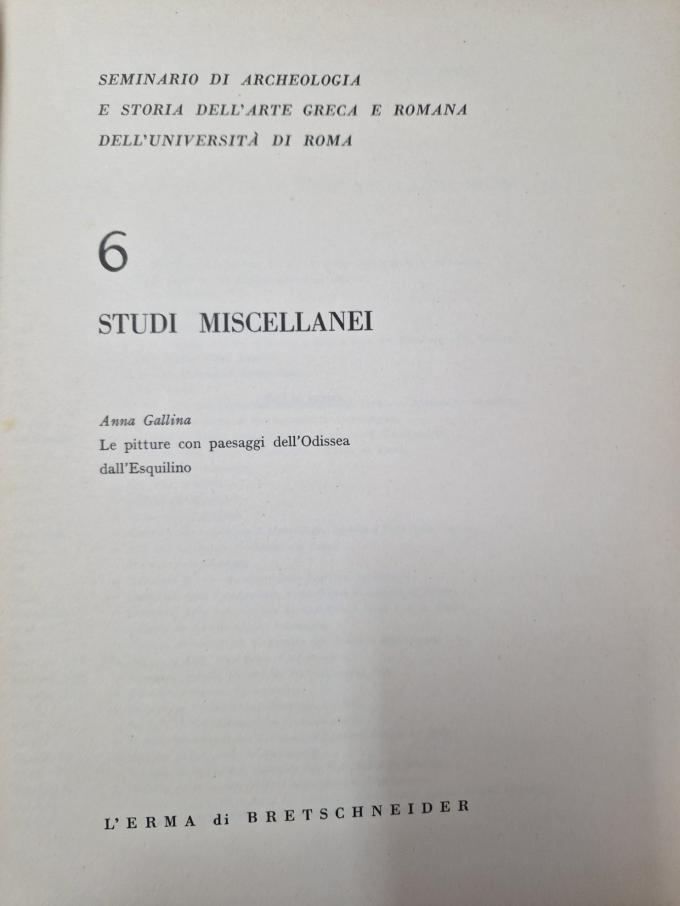 SEMINARIO DI ARCHEOLOGIA
E STORIA DELL'ARTE GRECA E ROMANA
DELL'UNIVERSITÀ DI ROMA
6
STUDI MISCELLANEI
Anna Gallina
Le pitture con paesaggi dell'Odissea
dall'Esquilino
L'ERMA di BRETSCHNEIDER